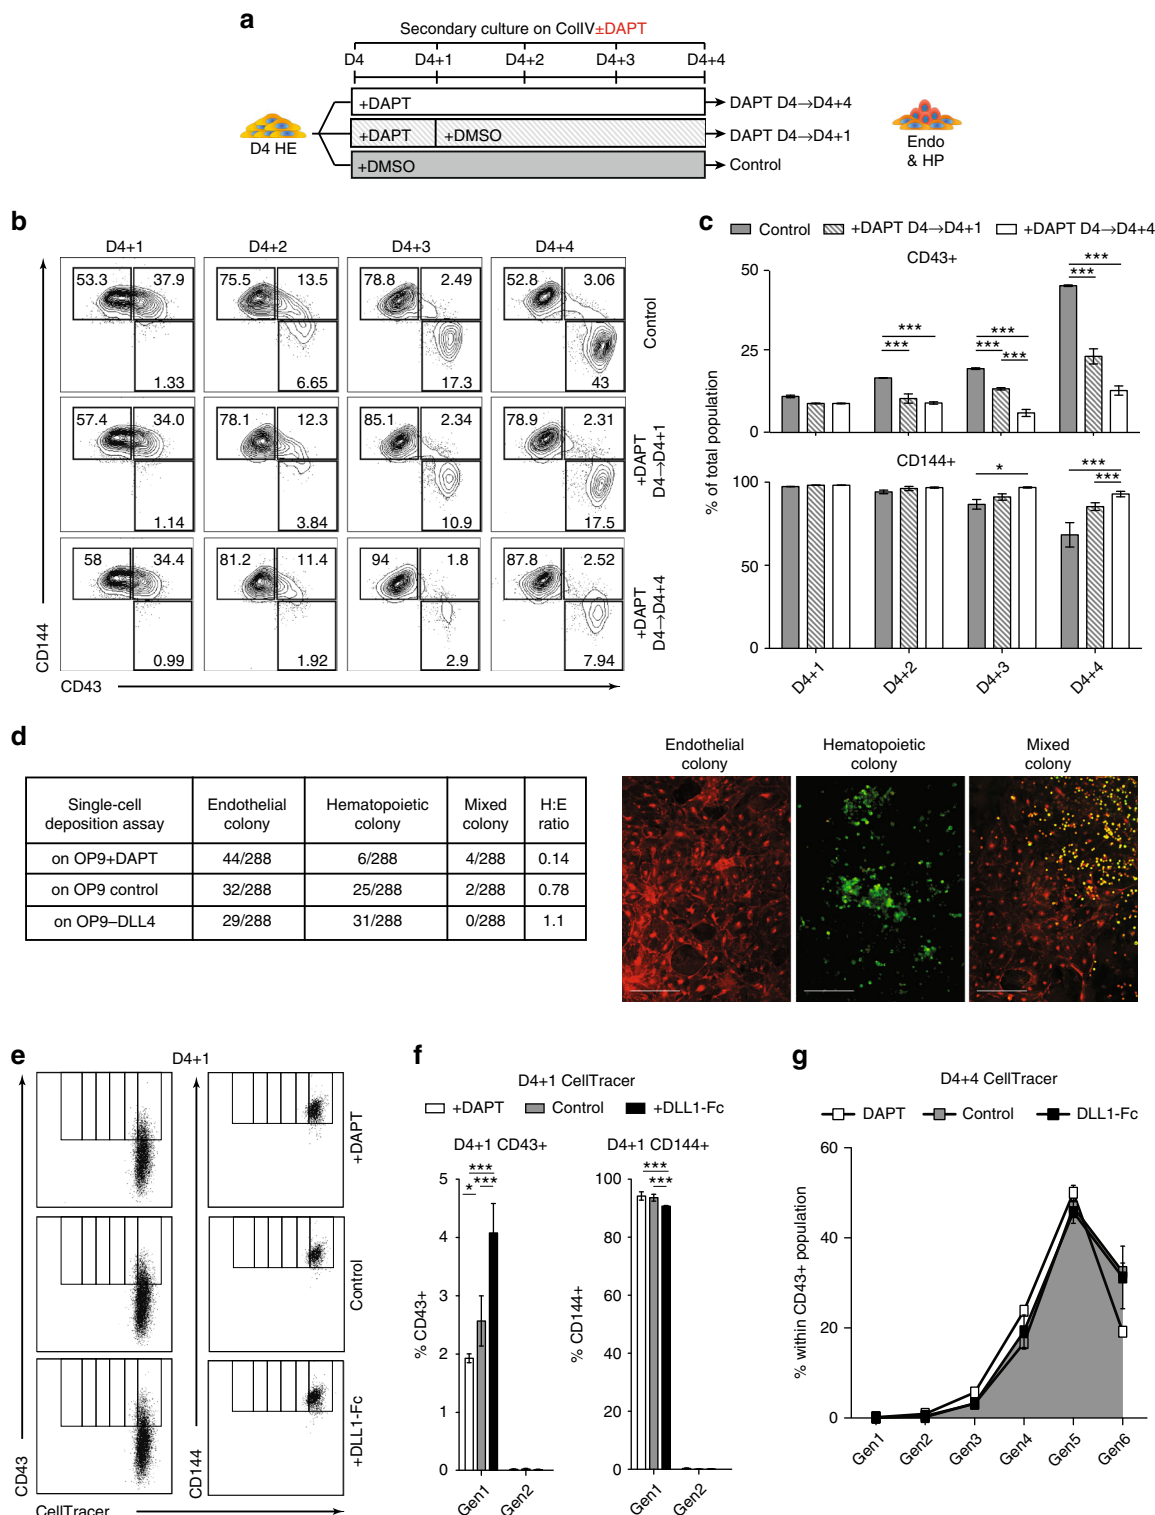 a
Secondary culture on ColIV±DAPT
D4 D4+1 D4+2 D4+3 D4+4
+DAPT
DAPT D4→D4+4
+DAPT +DMSO
DAPT D4→D4+1
+DMSO
Control
D4 HE
Endo
& HP
b
D4+1 D4+2 D4+3 D4+4
53.3 37.9 75.5 13.5 78.8 2.49 52.8 3.06
1.33 6.65 17.3 43
Control
57.4 34.0 78.1 12.3 85.1 2.34 78.9 2.31
1.14 3.84 10.9 17.5
+DAPT
D4→D4+1
58 34.4 81.2 11.4 94 1.8 87.8 2.52
0.99 1.92 2.9 7.94
+DAPT
D4→D4+4
CD144
CD43
c
Control +DAPT D4→D4+1 +DAPT D4→D4+4
CD43+
50
25
0
*** *** *** *** *** *** *** ***
% of total population
CD144+
100
50
0
* *** ***
D4+1 D4+2 D4+3 D4+4
d
Single-cell
deposition assay
Endothelial
colony
Hematopoietic
colony
Mixed
colony
H:E
ratio
on OP9+DAPT 44/288 6/288 4/288 0.14
on OP9 control 32/288 25/288 2/288 0.78
on OP9–DLL4 29/288 31/288 0/288 1.1
Endothelial
colony
Hematopoietic
colony
Mixed
colony
e
D4+1
+DAPT
Control
+DLL1-Fc
CD43
CD144
CellTracer
f
D4+1 CellTracer
+DAPT Control +DLL1-Fc
D4+1 CD43+
% CD43+
5
4
3
2
1
0
***
* ***
Gen1 Gen2
D4+1 CD144+
% CD144+
100
80
60
40
20
0
***
***
Gen1 Gen2
g
D4+4 CellTracer
DAPT Control DLL1-Fc
% within CD43+ population
60
40
20
0
Gen1 Gen2 Gen3 Gen4 Gen5 Gen6